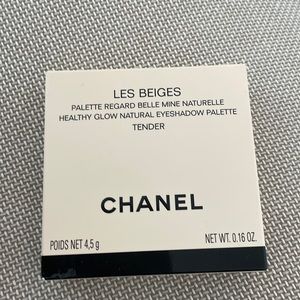 LES BEIGES
PALETTE REGARD BELLE MINE NATURELLE
HEALTHY GLOW NATURAL EYESHADOW PALETTE
TENDER
CHANEL
POIDS NET 4,5 g NET WT. 0.16 OZ.